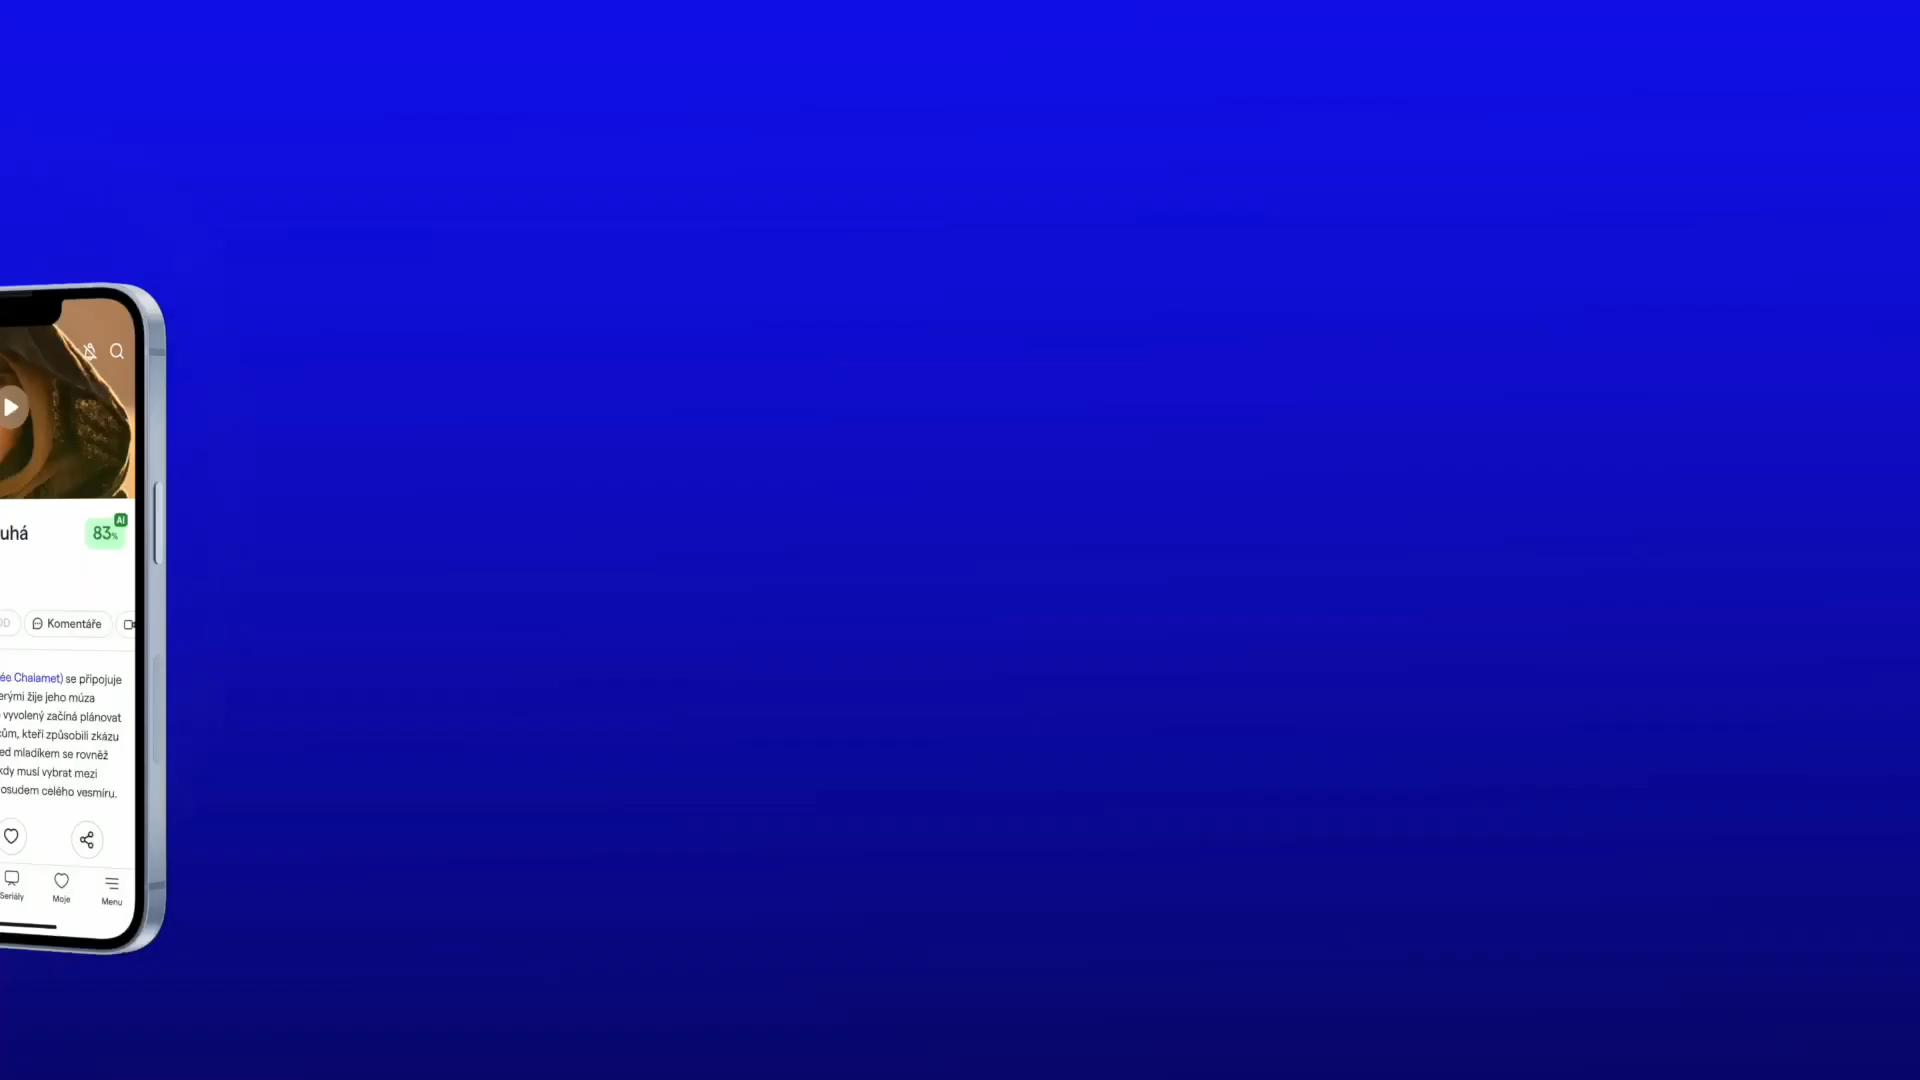 uhá
AI
83%
Komentáře
ée Chalamet) se připojuje
erými žije jeho múza
vyvolený začíná plánovat
cům, kteří způsobili zkázu
ed mladíkem se rovněž
kdy musí vybrat mezi
osudem celého vesmíru.
Seriály
Moje
Menu